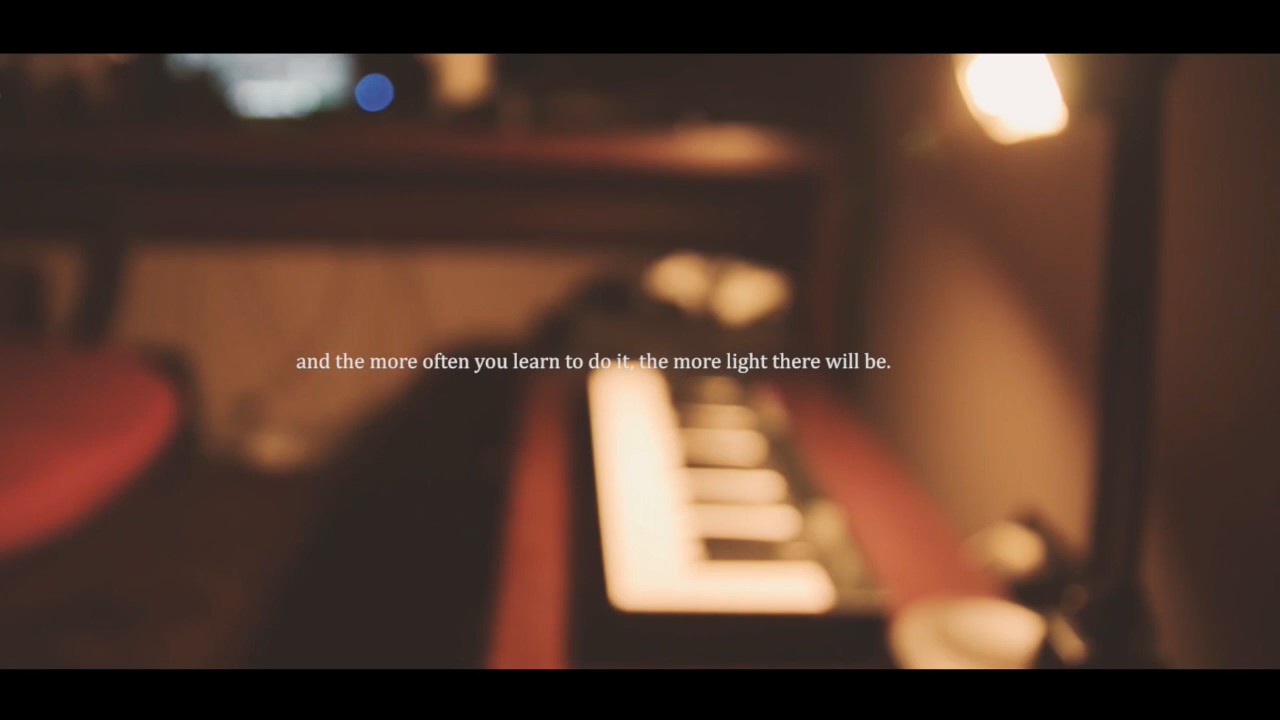 and the more often you learn to do it, the more light there will be.